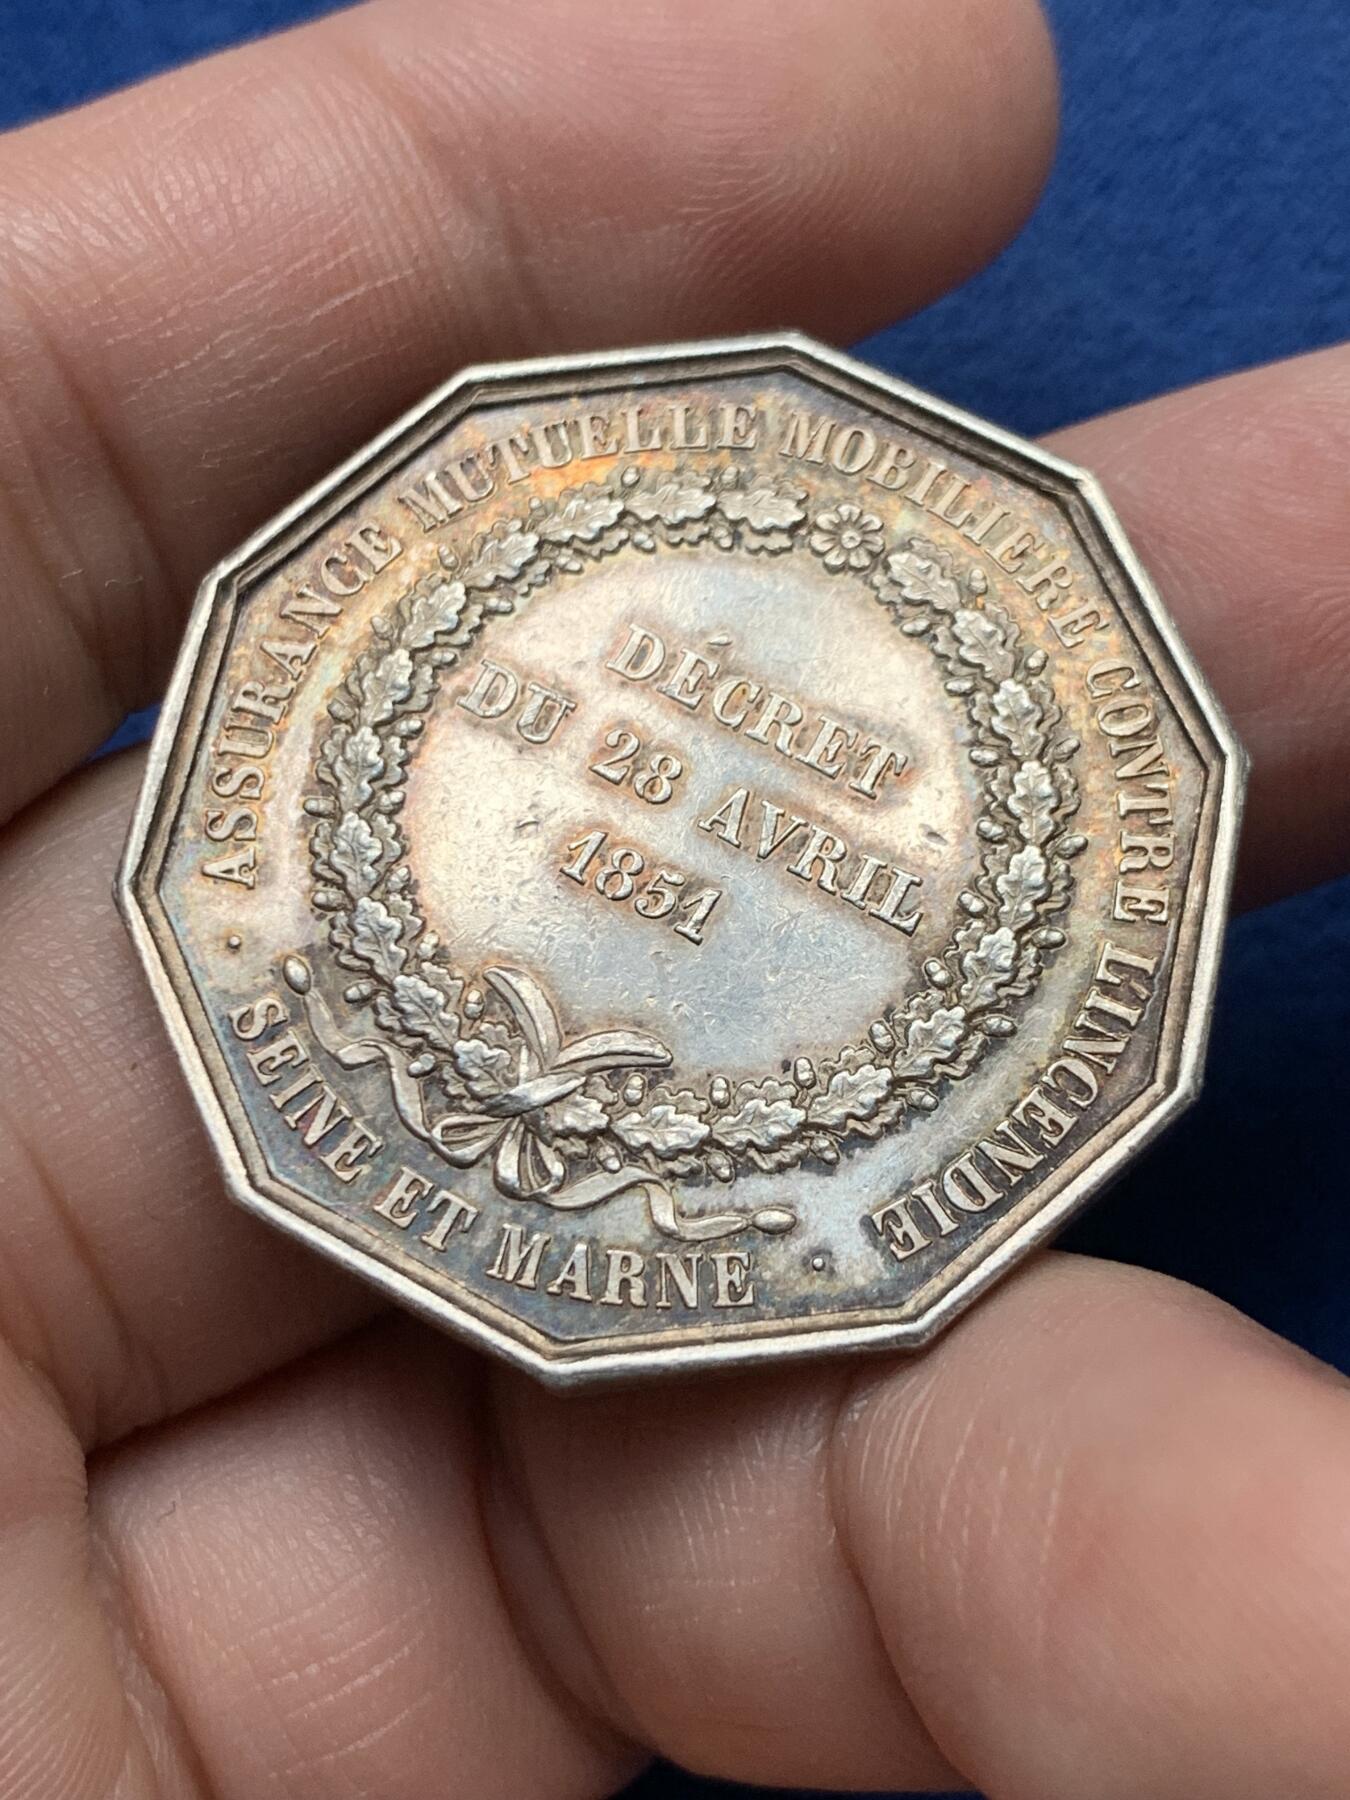 ASSURANCE MUTUELLE MOBILIERE CONTRE L'INCENDIE
DÉCRET
DU 28 AVRIL
1851
· SEINE ET MARNE ·